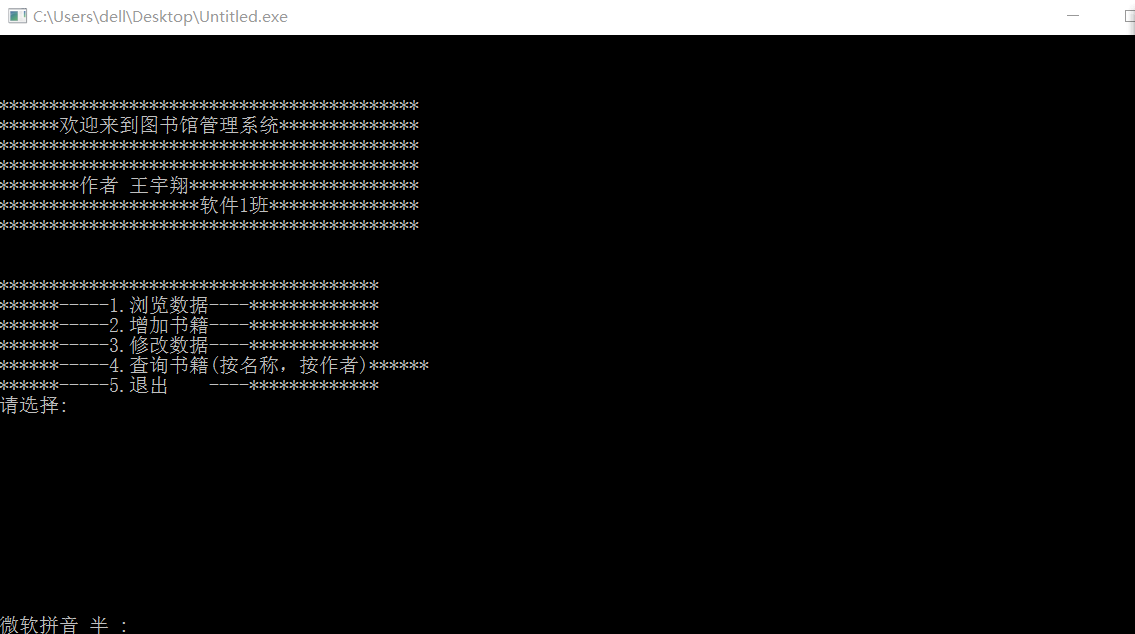 C:\Users\dell\Desktop\Untitled.exe
******************************************
******欢迎来到图书馆管理系统**************
******************************************
******************************************
********作者 王宇翔***********************
********************软件1班***************
******************************************
**************************************
******-----1.浏览数据----*************
******-----2.增加书籍----*************
******-----3.修改数据----*************
******-----4.查询书籍(按名称，按作者)******
******-----5.退出    ----*************
请选择:
微软拼音 半 :